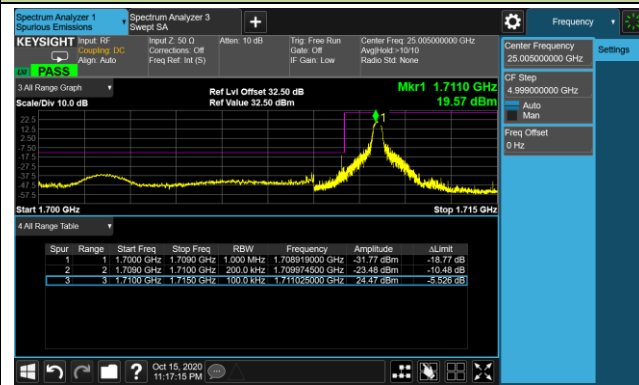 Spectrum Analyzer 1
Spurious Emissions
Spectrum Analyzer 3
Swept SA
Frequency
KEYSIGHT
Input: RF
Coupling: DC
Align: Auto
Input Z: 50 Ω
Corrections: Off
Freq Ref: Int (S)
Atten: 10 dB
Trig: Free Run
Gate: Off
IF Gain: Low
Center Freq: 25.005000000 GHz
Avg|Hold:>10/10
Radio Std: None
PASS
Center Frequency
25.005000000 GHz
Settings
CF Step
4.999000000 GHz
Auto
Man
Freq Offset
0 Hz
3 All Range Graph
Ref Lvl Offset 32.50 dB
Mkr1 1.7110 GHz
Scale/Div 10.0 dB
Ref Value 32.50 dBm
19.57 dBm
22.5
12.5
2.50
-7.50
-17.5
-27.5
-37.5
-47.5
-57.5
1
Start 1.700 GHz
Stop 1.715 GHz
4 All Range Table
Spur Range Start Freq Stop Freq RBW Frequency Amplitude ΔLimit
1 1 1.7000 GHz 1.7090 GHz 1.000 MHz 1.708919000 GHz -31.77 dBm -18.77 dB
2 2 1.7090 GHz 1.7100 GHz 200.0 kHz 1.709974500 GHz -23.48 dBm -10.48 dB
3 3 1.7100 GHz 1.7150 GHz 100.0 kHz 1.711025000 GHz 24.47 dBm -5.526 dB
?
Oct 15, 2020
11:17:15 PM